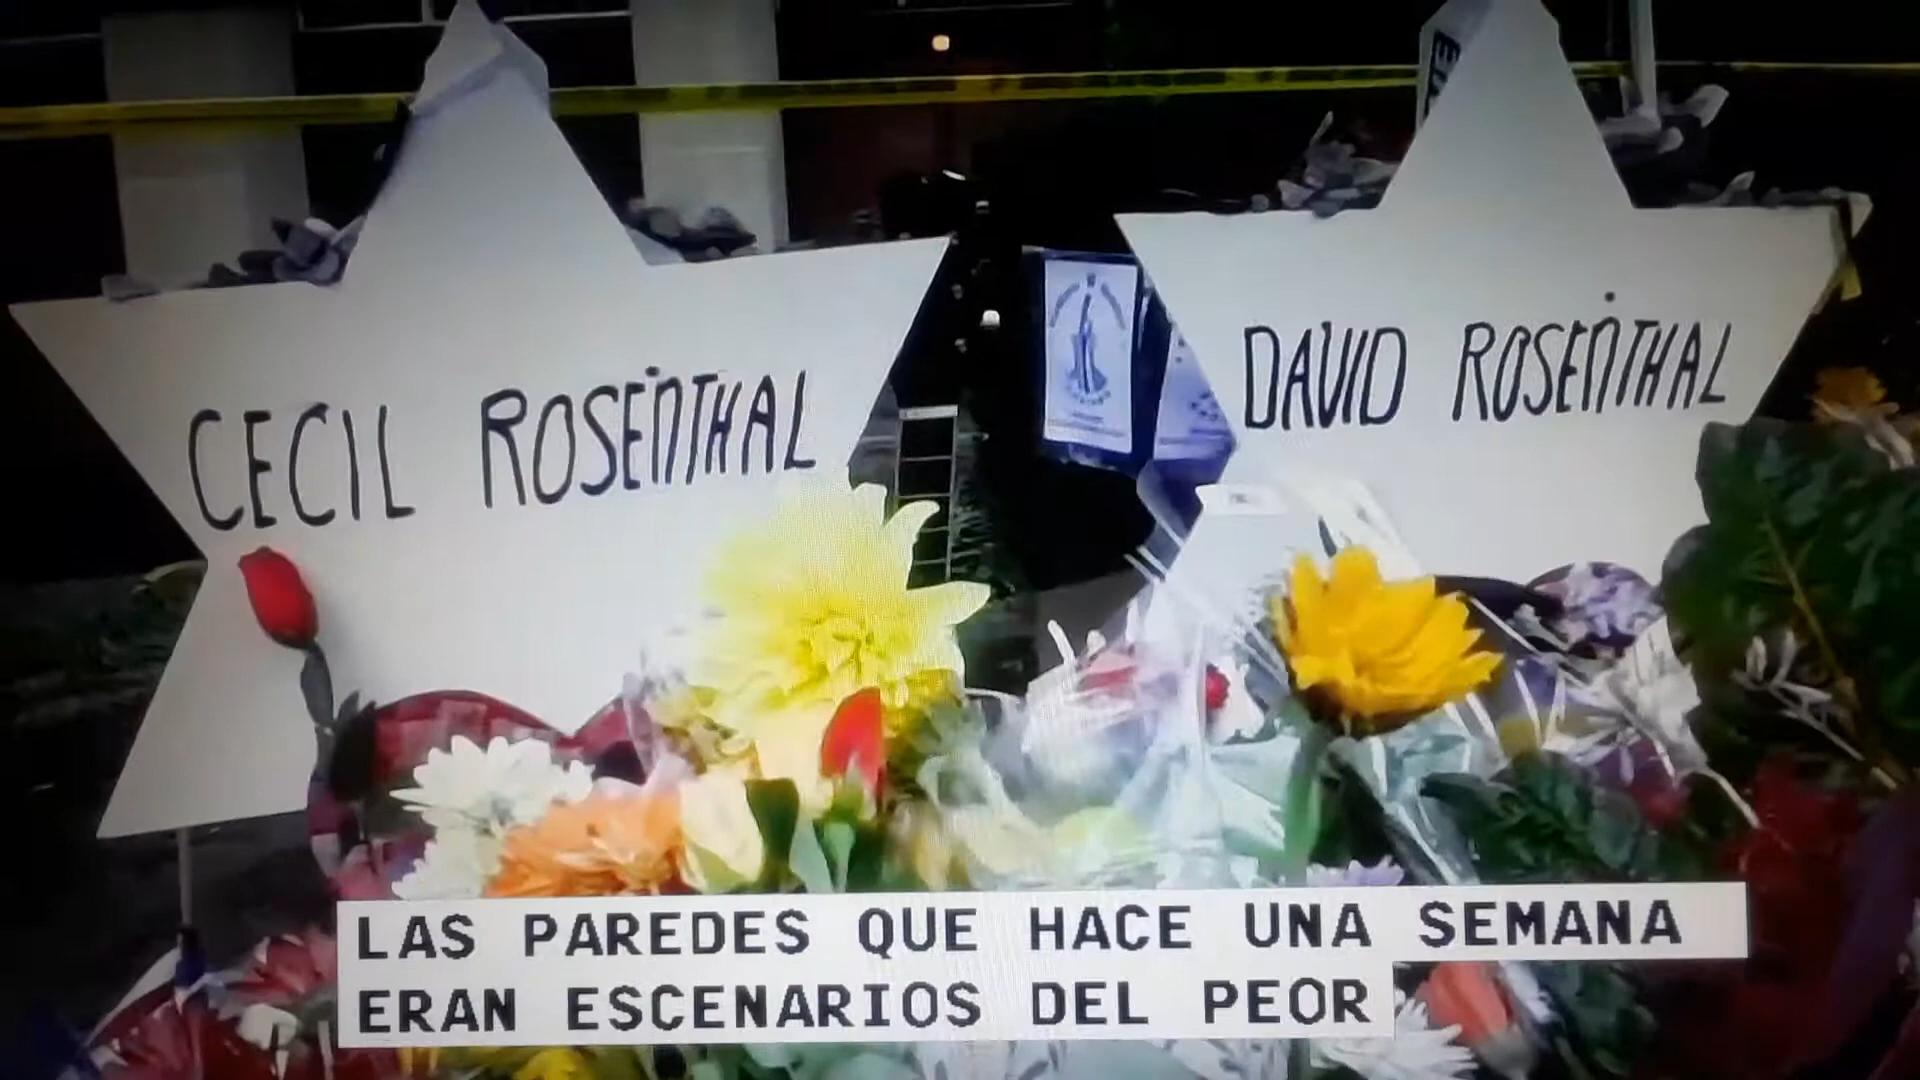 CECIL ROSENTHAL
DAVID ROSENTHAL
LAS PAREDES QUE HACE UNA SEMANA
ERAN ESCENARIOS DEL PEOR